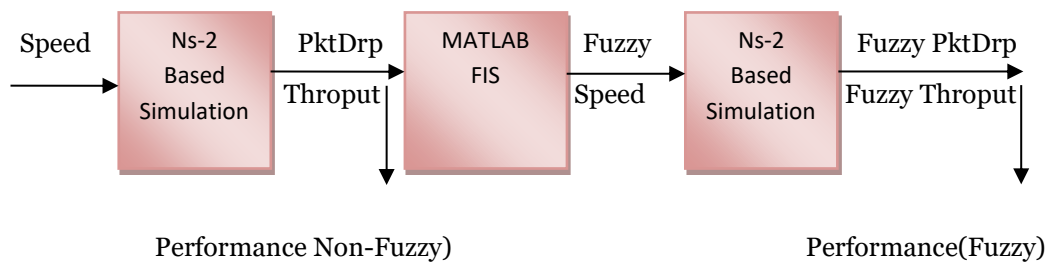 Speed
Ns-2
Based
Simulation
PktDrp
Throput
MATLAB
FIS
Fuzzy
Speed
Ns-2
Based
Simulation
Fuzzy PktDrp
Fuzzy Throput
Performance Non-Fuzzy)
Performance(Fuzzy)